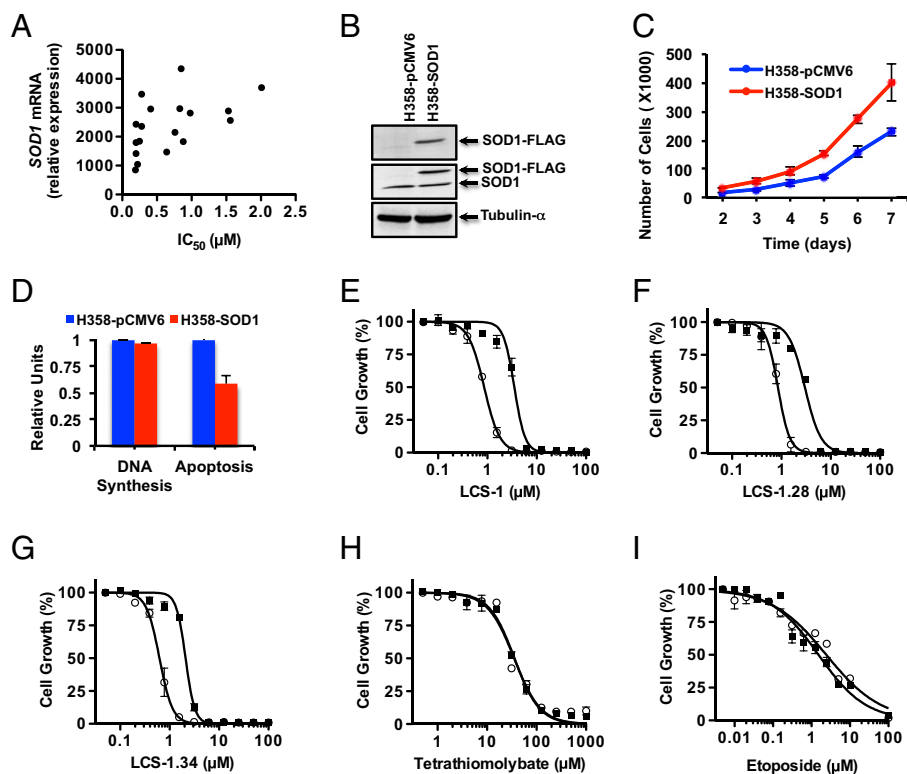 A
SOD1 mRNA
(relative expression)
5000
4000
3000
2000
1000
0
0.0 0.5 1.0 1.5 2.0 2.5
IC50 (µM)
B
H358-pCMV6
H358-SOD1
SOD1-FLAG
SOD1-FLAG
SOD1
Tubulin-α
C
Number of Cells ( X1000)
500
400
300
200
100
0
H358-pCMV6
H358-SOD1
2 3 4 5 6 7
Time (days)
D
H358-pCMV6 H358-SOD1
Relative Units
1
0.75
0.5
0.25
0
DNA
Synthesis
Apoptosis
E
Cell Growth (%)
100
75
50
25
0
0.1 1 10 100
LCS-1 (µM)
F
Cell Growth (%)
100
75
50
25
0
0.1 1 10 100
LCS-1.28 (µM)
G
Cell Growth (%)
100
75
50
25
0
0.1 1 10 100
LCS-1.34 (µM)
H
Cell Growth (%)
100
75
50
25
0
1 10 100 1000
Tetrathiomolybate (µM)
I
Cell Growth (%)
100
75
50
25
0
0.01 0.1 1 10 100
Etoposide (µM)